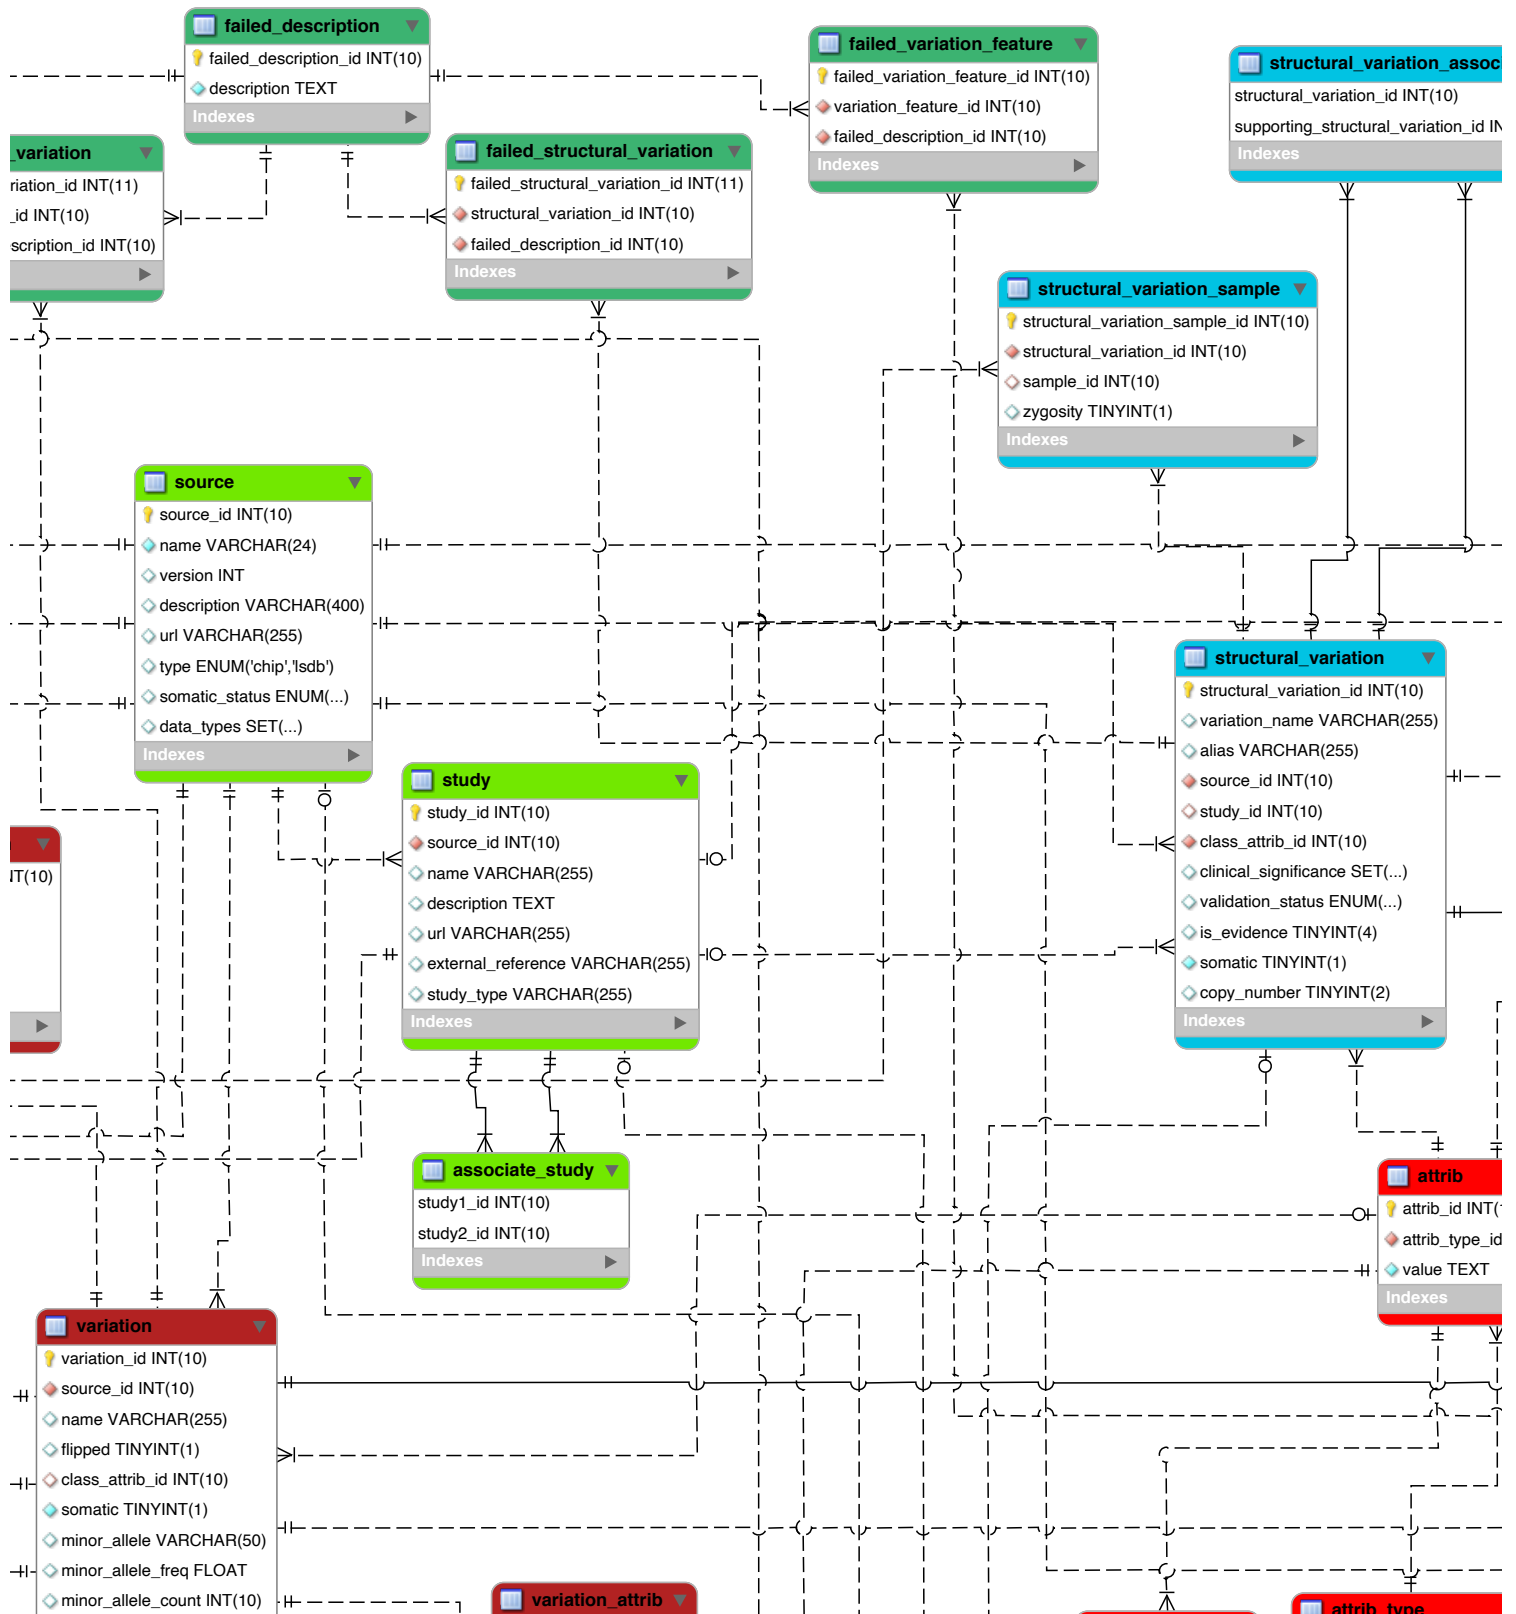 failed_description
failed_description_id INT(10)
description TEXT
Indexes
failed_variation_feature
failed_variation_feature_id INT(10)
variation_feature_id INT(10)
failed_description_id INT(10)
Indexes
structural_variation_assoc
structural_variation_id INT(10)
supporting_structural_variation_id IN
Indexes
_variation
riation_id INT(11)
_id INT(10)
scription_id INT(10)
failed_structural_variation
failed_structural_variation_id INT(11)
structural_variation_id INT(10)
failed_description_id INT(10)
Indexes
structural_variation_sample
structural_variation_sample_id INT(10)
structural_variation_id INT(10)
sample_id INT(10)
zygosity TINYINT(1)
Indexes
source
source_id INT(10)
name VARCHAR(24)
version INT
description VARCHAR(400)
url VARCHAR(255)
type ENUM('chip','lsdb')
somatic_status ENUM(...)
data_types SET(...)
Indexes
structural_variation
structural_variation_id INT(10)
variation_name VARCHAR(255)
alias VARCHAR(255)
source_id INT(10)
study_id INT(10)
class_attrib_id INT(10)
clinical_significance SET(...)
validation_status ENUM(...)
is_evidence TINYINT(4)
somatic TINYINT(1)
copy_number TINYINT(2)
Indexes
study
study_id INT(10)
source_id INT(10)
name VARCHAR(255)
description TEXT
url VARCHAR(255)
external_reference VARCHAR(255)
study_type VARCHAR(255)
Indexes
NT(10)
associate_study
study1_id INT(10)
study2_id INT(10)
Indexes
attrib
attrib_id INT(
attrib_type_id
value TEXT
Indexes
variation
variation_id INT(10)
source_id INT(10)
name VARCHAR(255)
flipped TINYINT(1)
class_attrib_id INT(10)
somatic TINYINT(1)
minor_allele VARCHAR(50)
minor_allele_freq FLOAT
minor_allele_count INT(10)
variation_attrib
attrib_type